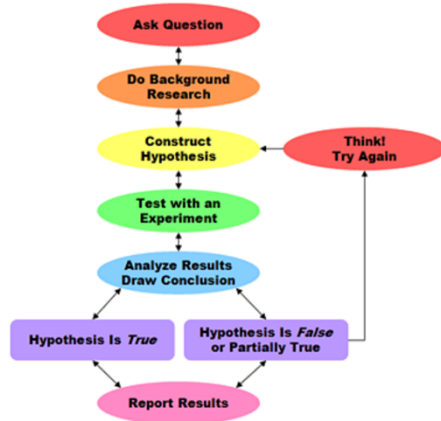 Ask Question
Do Background
Research
Construct
Hypothesis
Think!
Try Again
Test with an
Experiment
Analyze Results
Draw Conclusion
Hypothesis Is True
Hypothesis Is False
or Partially True
Report Results